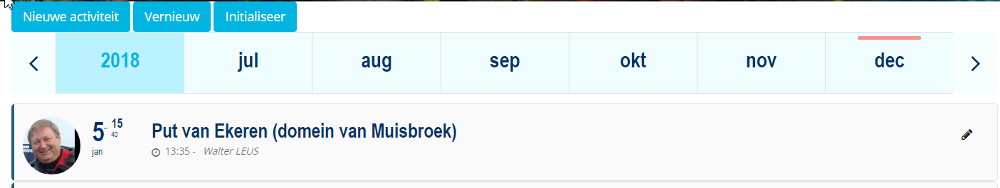 Nieuwe activiteit Vernieuw Initialiseer
2018 jul aug sep okt nov dec
5- 15 Put van Ekeren (domein van Muisbroek)
40
jan 13:35 - Walter LEUS